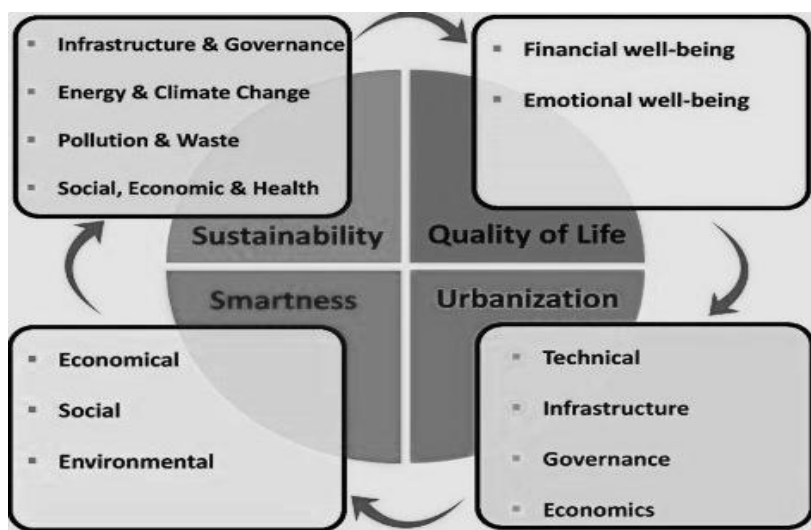 Infrastructure & Governance
Energy & Climate Change
Pollution & Waste
Social, Economic & Health
Sustainability
Financial well-being
Emotional well-being
Quality of Life
Smartness
Economical
Social
Environmental
Urbanization
Technical
Infrastructure
Governance
Economics